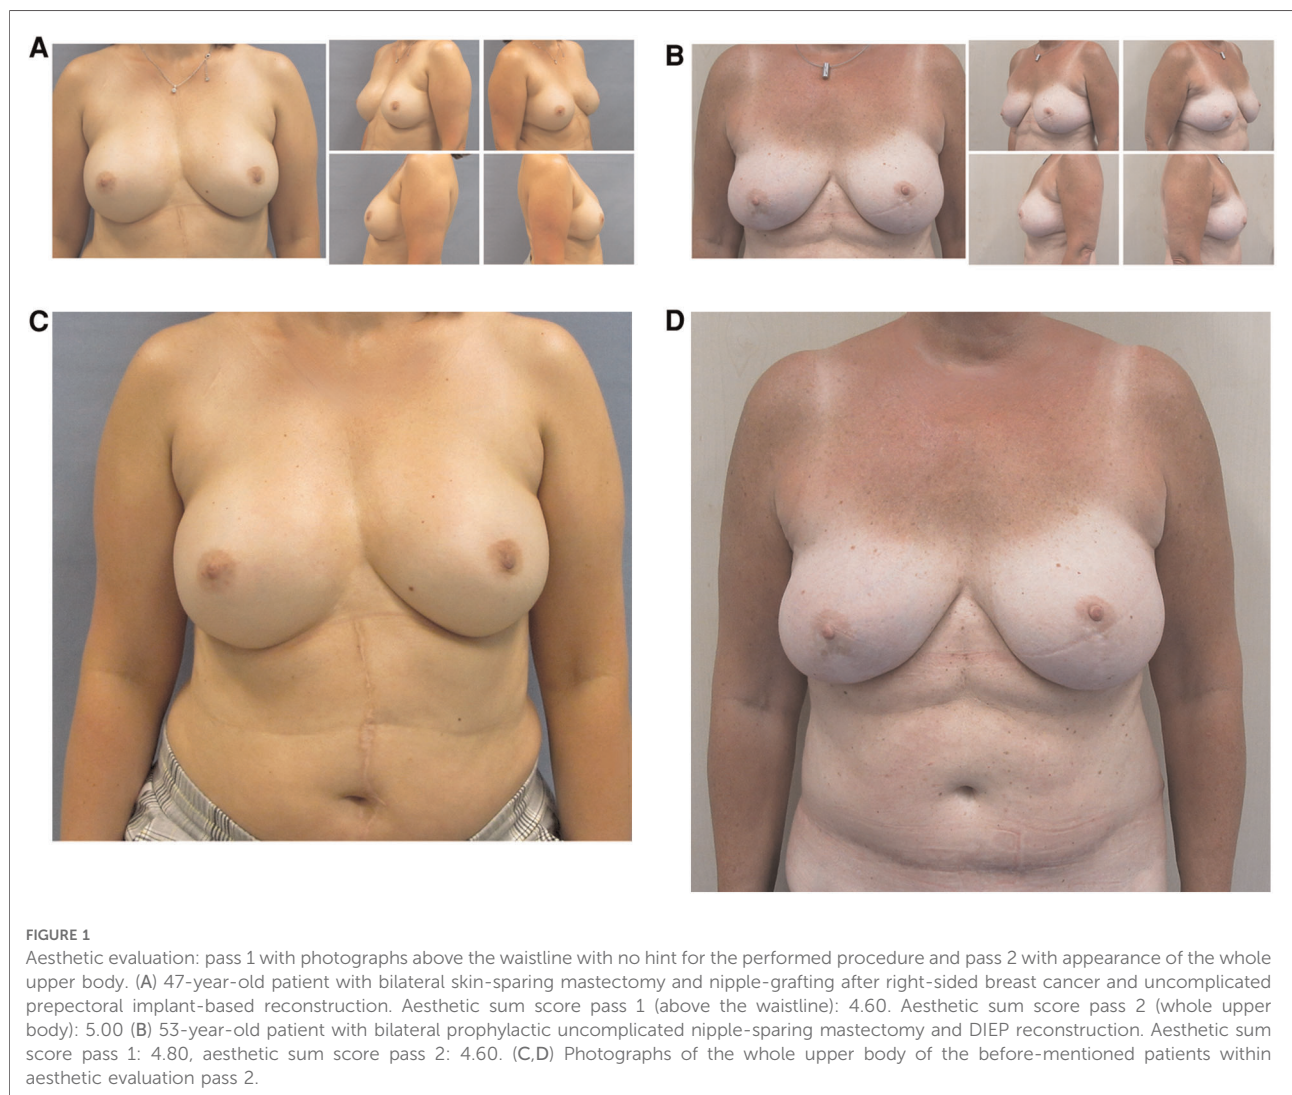 A
B
C
D
FIGURE 1
Aesthetic evaluation: pass 1 with photographs above the waistline with no hint for the performed procedure and pass 2 with appearance of the whole
upper body. (A) 47-year-old patient with bilateral skin-sparing mastectomy and nipple-grafting after right-sided breast cancer and uncomplicated
prepectoral implant-based reconstruction. Aesthetic sum score pass 1 (above the waistline): 4.60. Aesthetic sum score pass 2 (whole upper
body): 5.00 (B) 53-year-old patient with bilateral prophylactic uncomplicated nipple-sparing mastectomy and DIEP reconstruction. Aesthetic sum
score pass 1: 4.80, aesthetic sum score pass 2: 4.60. (C,D) Photographs of the whole upper body of the before-mentioned patients within
aesthetic evaluation pass 2.